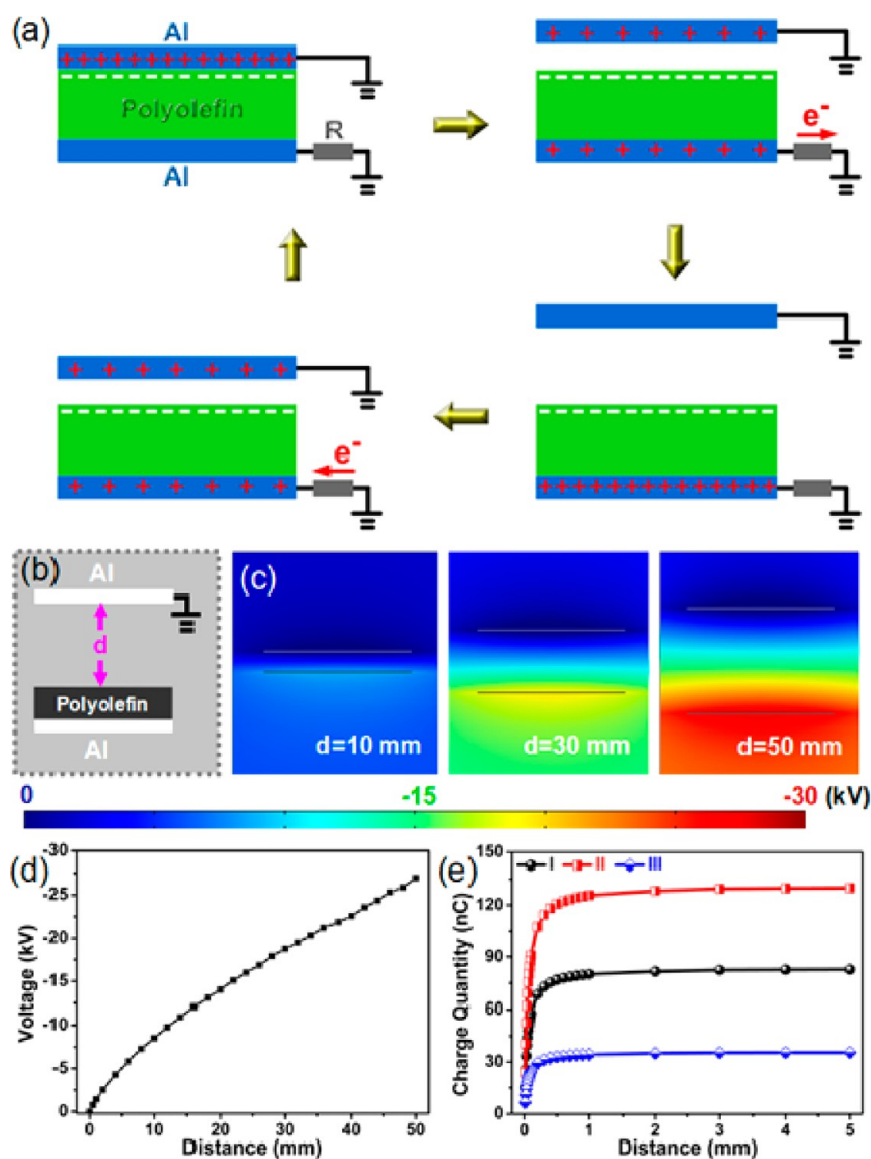 (a)
Al
Polyolefin
R
Al
e-
e-
(b)
Al
d
Polyolefin
Al
(c)
d=10 mm
d=30 mm
d=50 mm
0
-15
-30 (kV)
(d)
-30
-25
-20
-15
-10
-5
0
Voltage (kV)
0 10 20 30 40 50
Distance (mm)
(e)
I II III
150
120
90
60
30
0
Charge Quantity (nC)
0 1 2 3 4 5
Distance (mm)